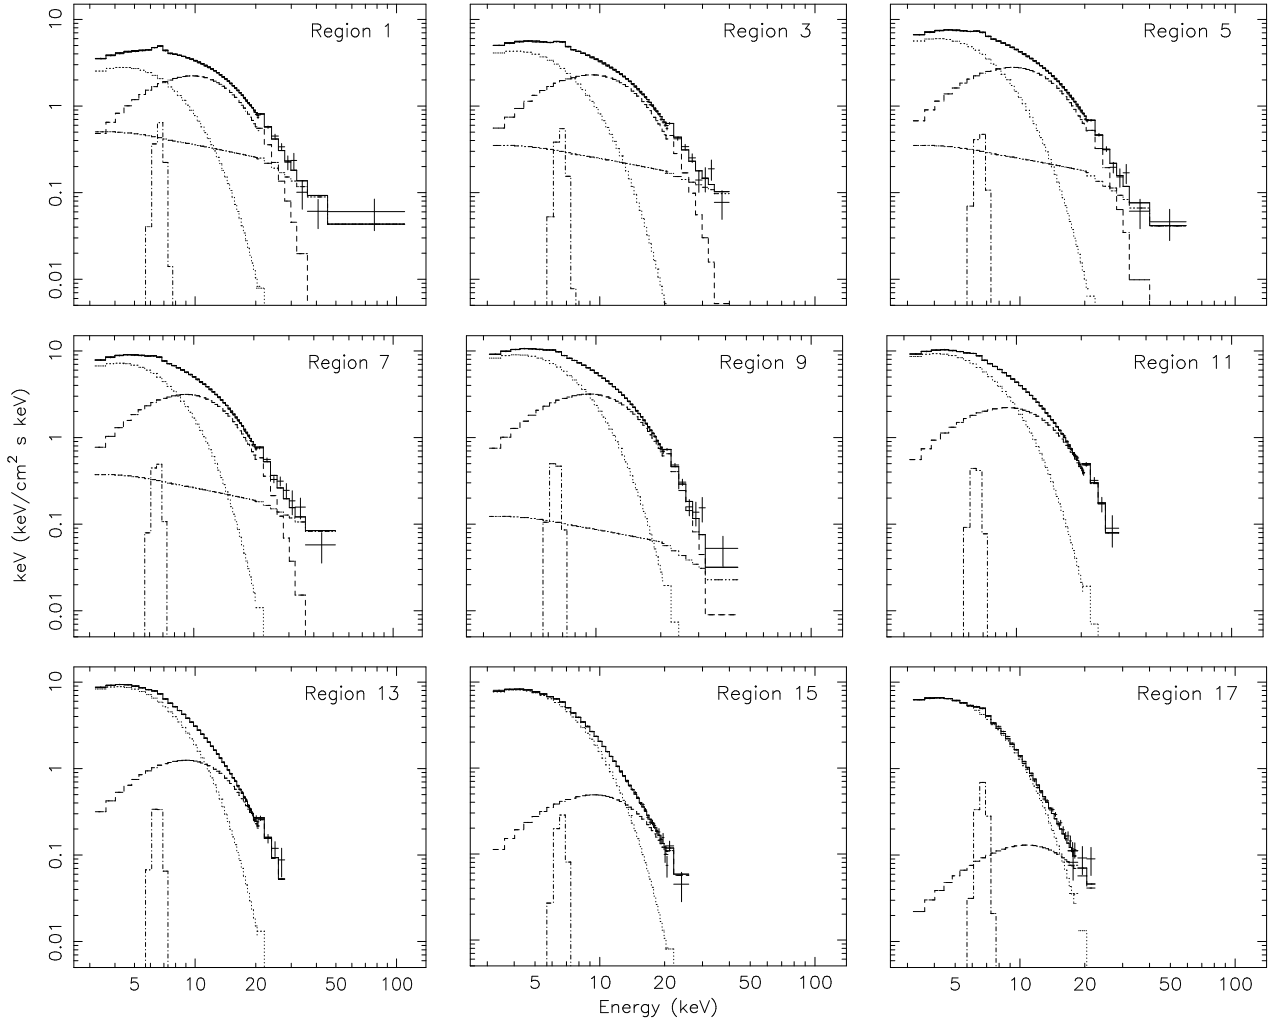 Region 1
Region 3
Region 5
10
1
0.1
0.01
Region 7
Region 9
Region 11
10
1
0.1
0.01
keV (keV/cm² s keV)
Region 13
Region 15
Region 17
10
1
0.1
0.01
5 10 20 50 100
5 10 20 50 100
5 10 20 50 100
Energy (keV)